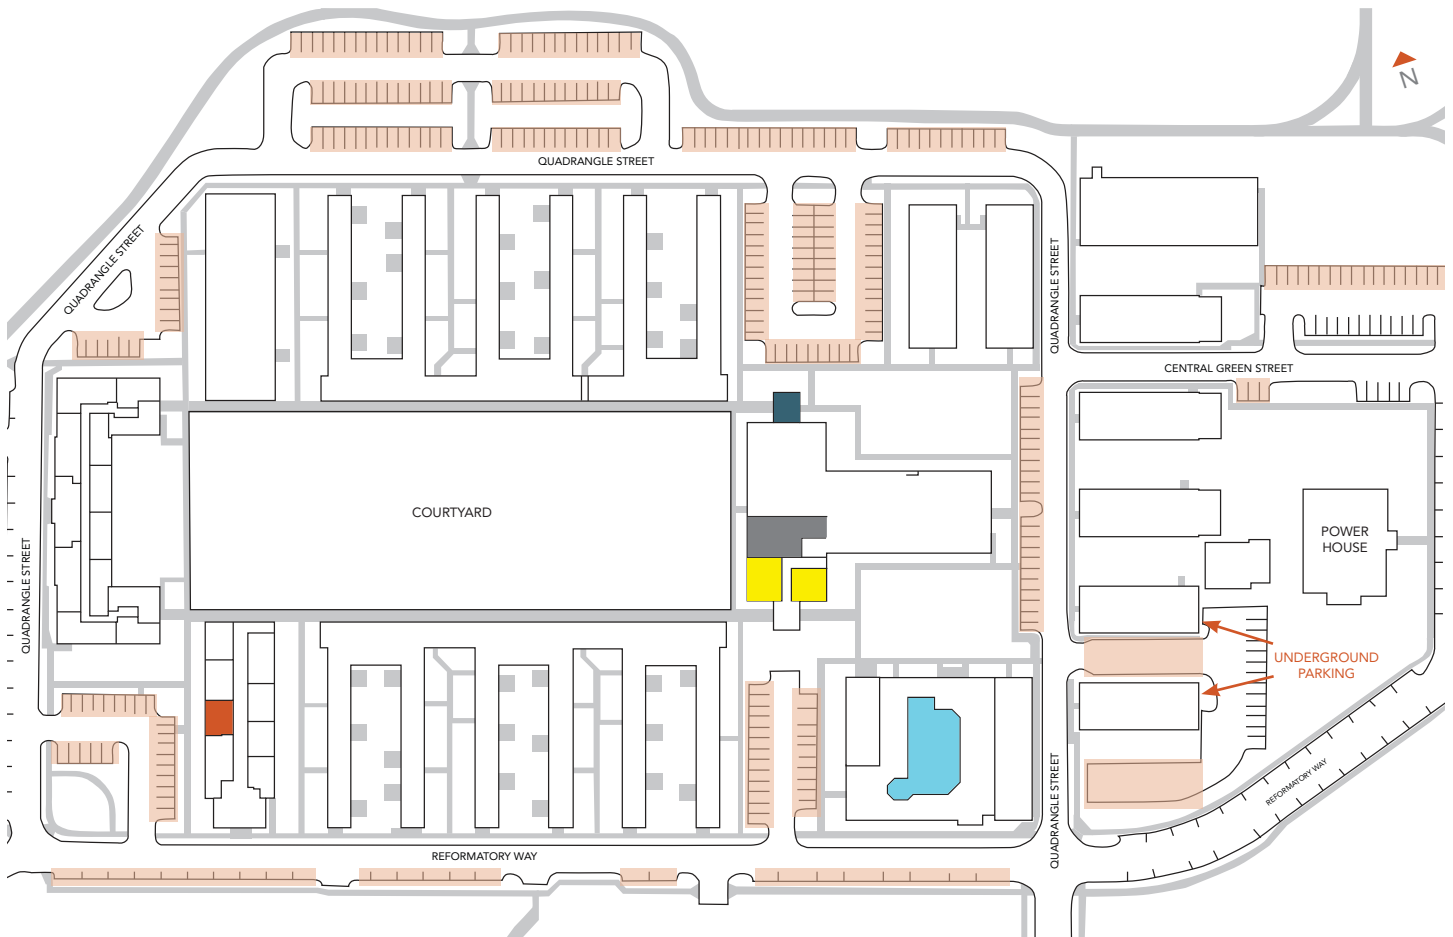 N
QUADRANGLE STREET
QUADRANGLE STREET
QUADRANGLE STREET
CENTRAL GREEN STREET
COURTYARD
POWER
HOUSE
QUADRANGLE STREET
UNDERGROUND
PARKING
REFORMATORY WAY
QUADRANGLE STREET
REFORMATORY WAY